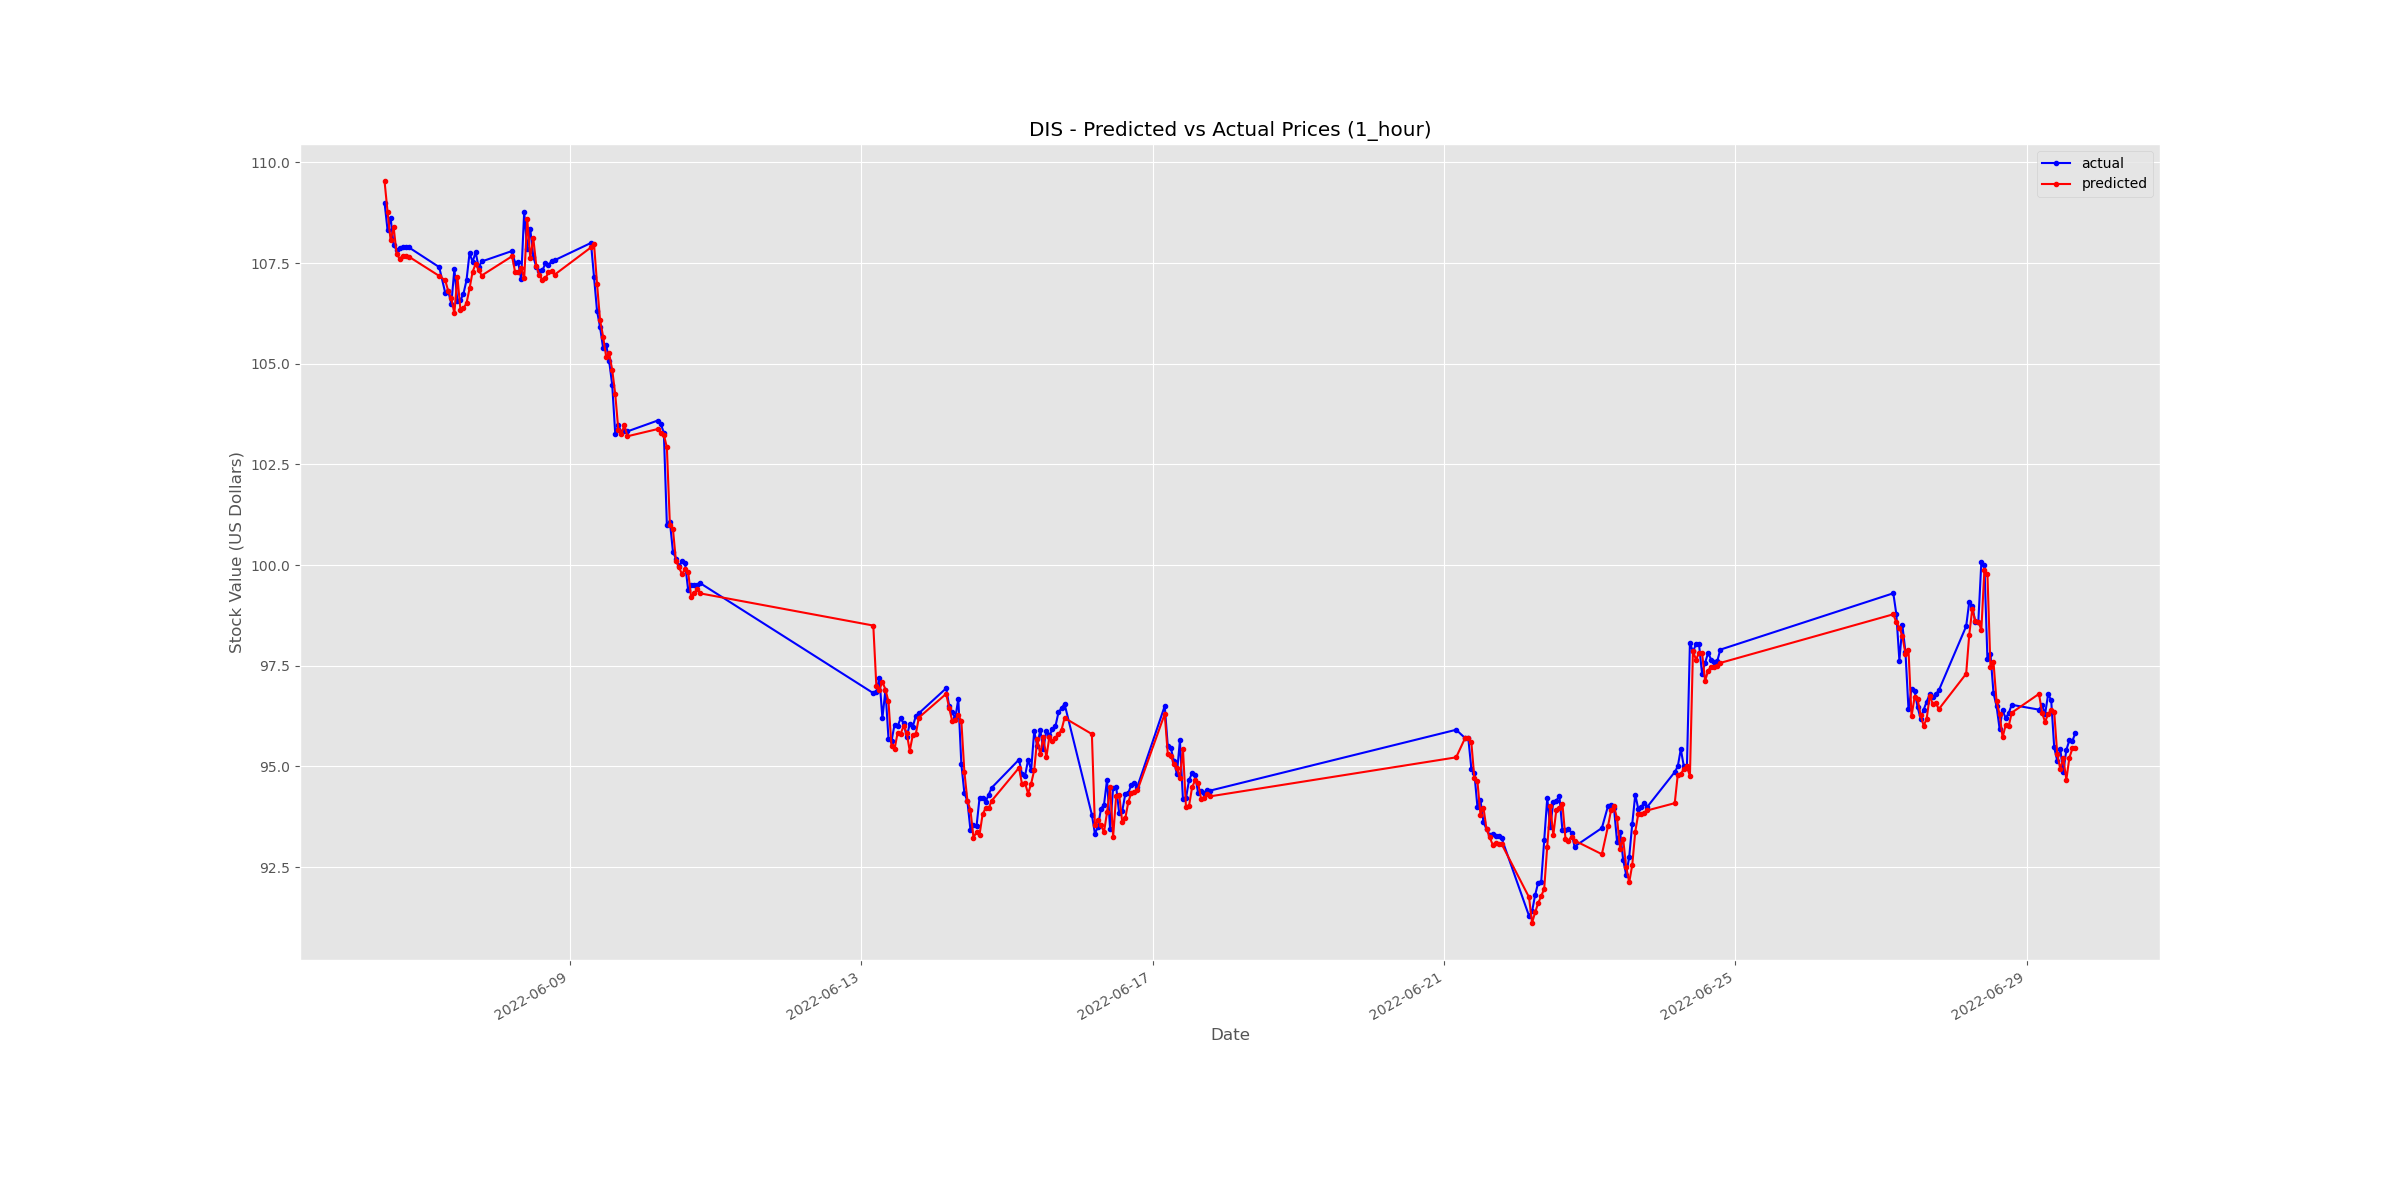 DIS - Predicted vs Actual Prices (1_hour)
actual
predicted
Stock Value (US Dollars)
110.0
107.5
105.0
102.5
100.0
97.5
95.0
92.5
2022-06-09
2022-06-13
2022-06-17
2022-06-21
2022-06-25
2022-06-29
Date